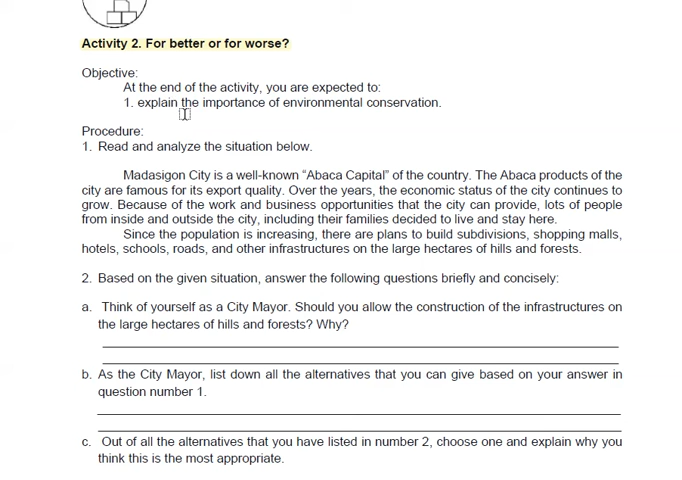 Activity 2. For better or for worse?
Objective:
At the end of the activity, you are expected to:
1. explain the importance of environmental conservation.
Procedure:
1. Read and analyze the situation below.
Madasigon City is a well-known “Abaca Capital” of the country. The Abaca products of the
city are famous for its export quality. Over the years, the economic status of the city continues to
grow. Because of the work and business opportunities that the city can provide, lots of people
from inside and outside the city, including their families decided to live and stay here.
Since the population is increasing, there are plans to build subdivisions, shopping malls,
hotels, schools, roads, and other infrastructures on the large hectares of hills and forests.
2. Based on the given situation, answer the following questions briefly and concisely:
a. Think of yourself as a City Mayor. Should you allow the construction of the infrastructures on
the large hectares of hills and forests? Why?
b. As the City Mayor, list down all the alternatives that you can give based on your answer in
question number 1.
c. Out of all the alternatives that you have listed in number 2, choose one and explain why you
think this is the most appropriate.